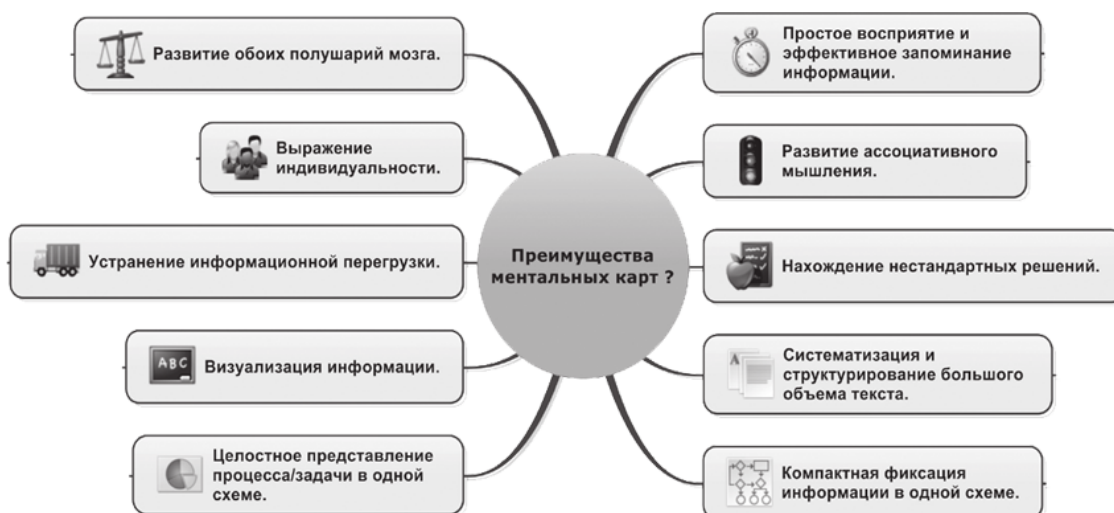 Развитие обоих полушарий мозга.
Выражение
индивидуальности.
Устранение информационной перегрузки.
ABC
Визуализация информации.
Целостное представление
процесса/задачи в одной
схеме.
Преимущества
ментальных карт ?
Простое восприятие и
эффективное запоминание
информации.
Развитие ассоциативного
мышления.
Нахождение нестандартных решений.
A
Систематизация и
структурирование большого
объема текста.
Компактная фиксация
информации в одной схеме.